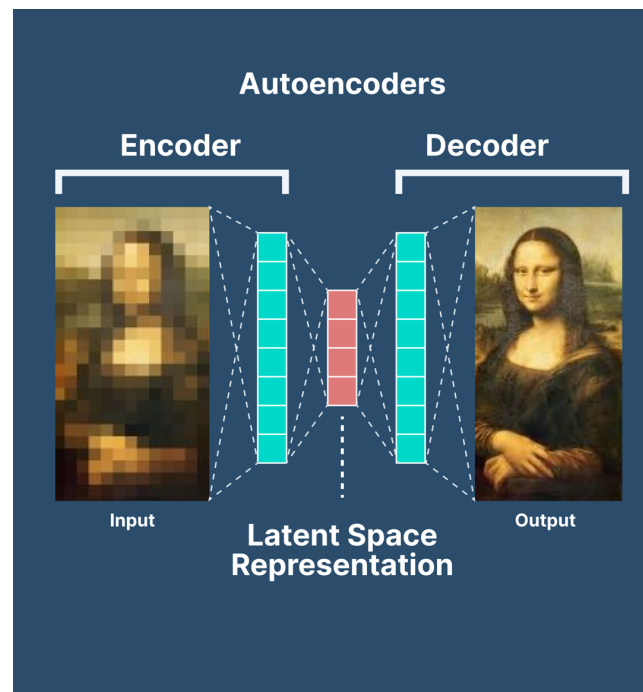 Autoencoders
Encoder
Decoder
Input
Output
Latent Space
Representation